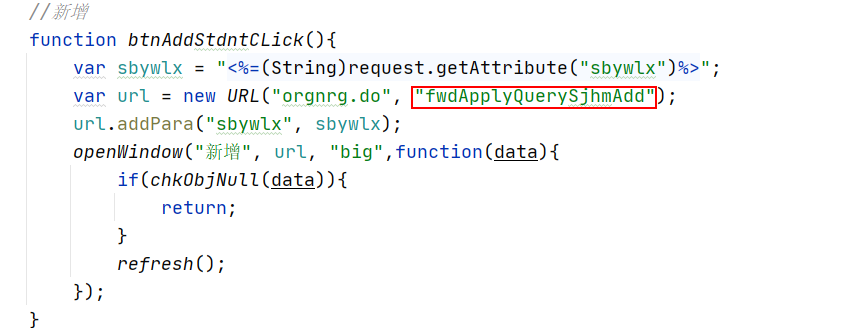 //新增
function btnAddStdntCLick(){
    var sbywlx = "<%=(String)request.getAttribute("sbywlx")%>";
    var url = new URL("orgnrg.do", "fwdApplyQuerySjhmAdd");
    url.addPara("sbywlx", sbywlx);
    openWindow("新增", url, "big",function(data){
        if(chkObjNull(data)){
            return;
        }
        refresh();
    });
}